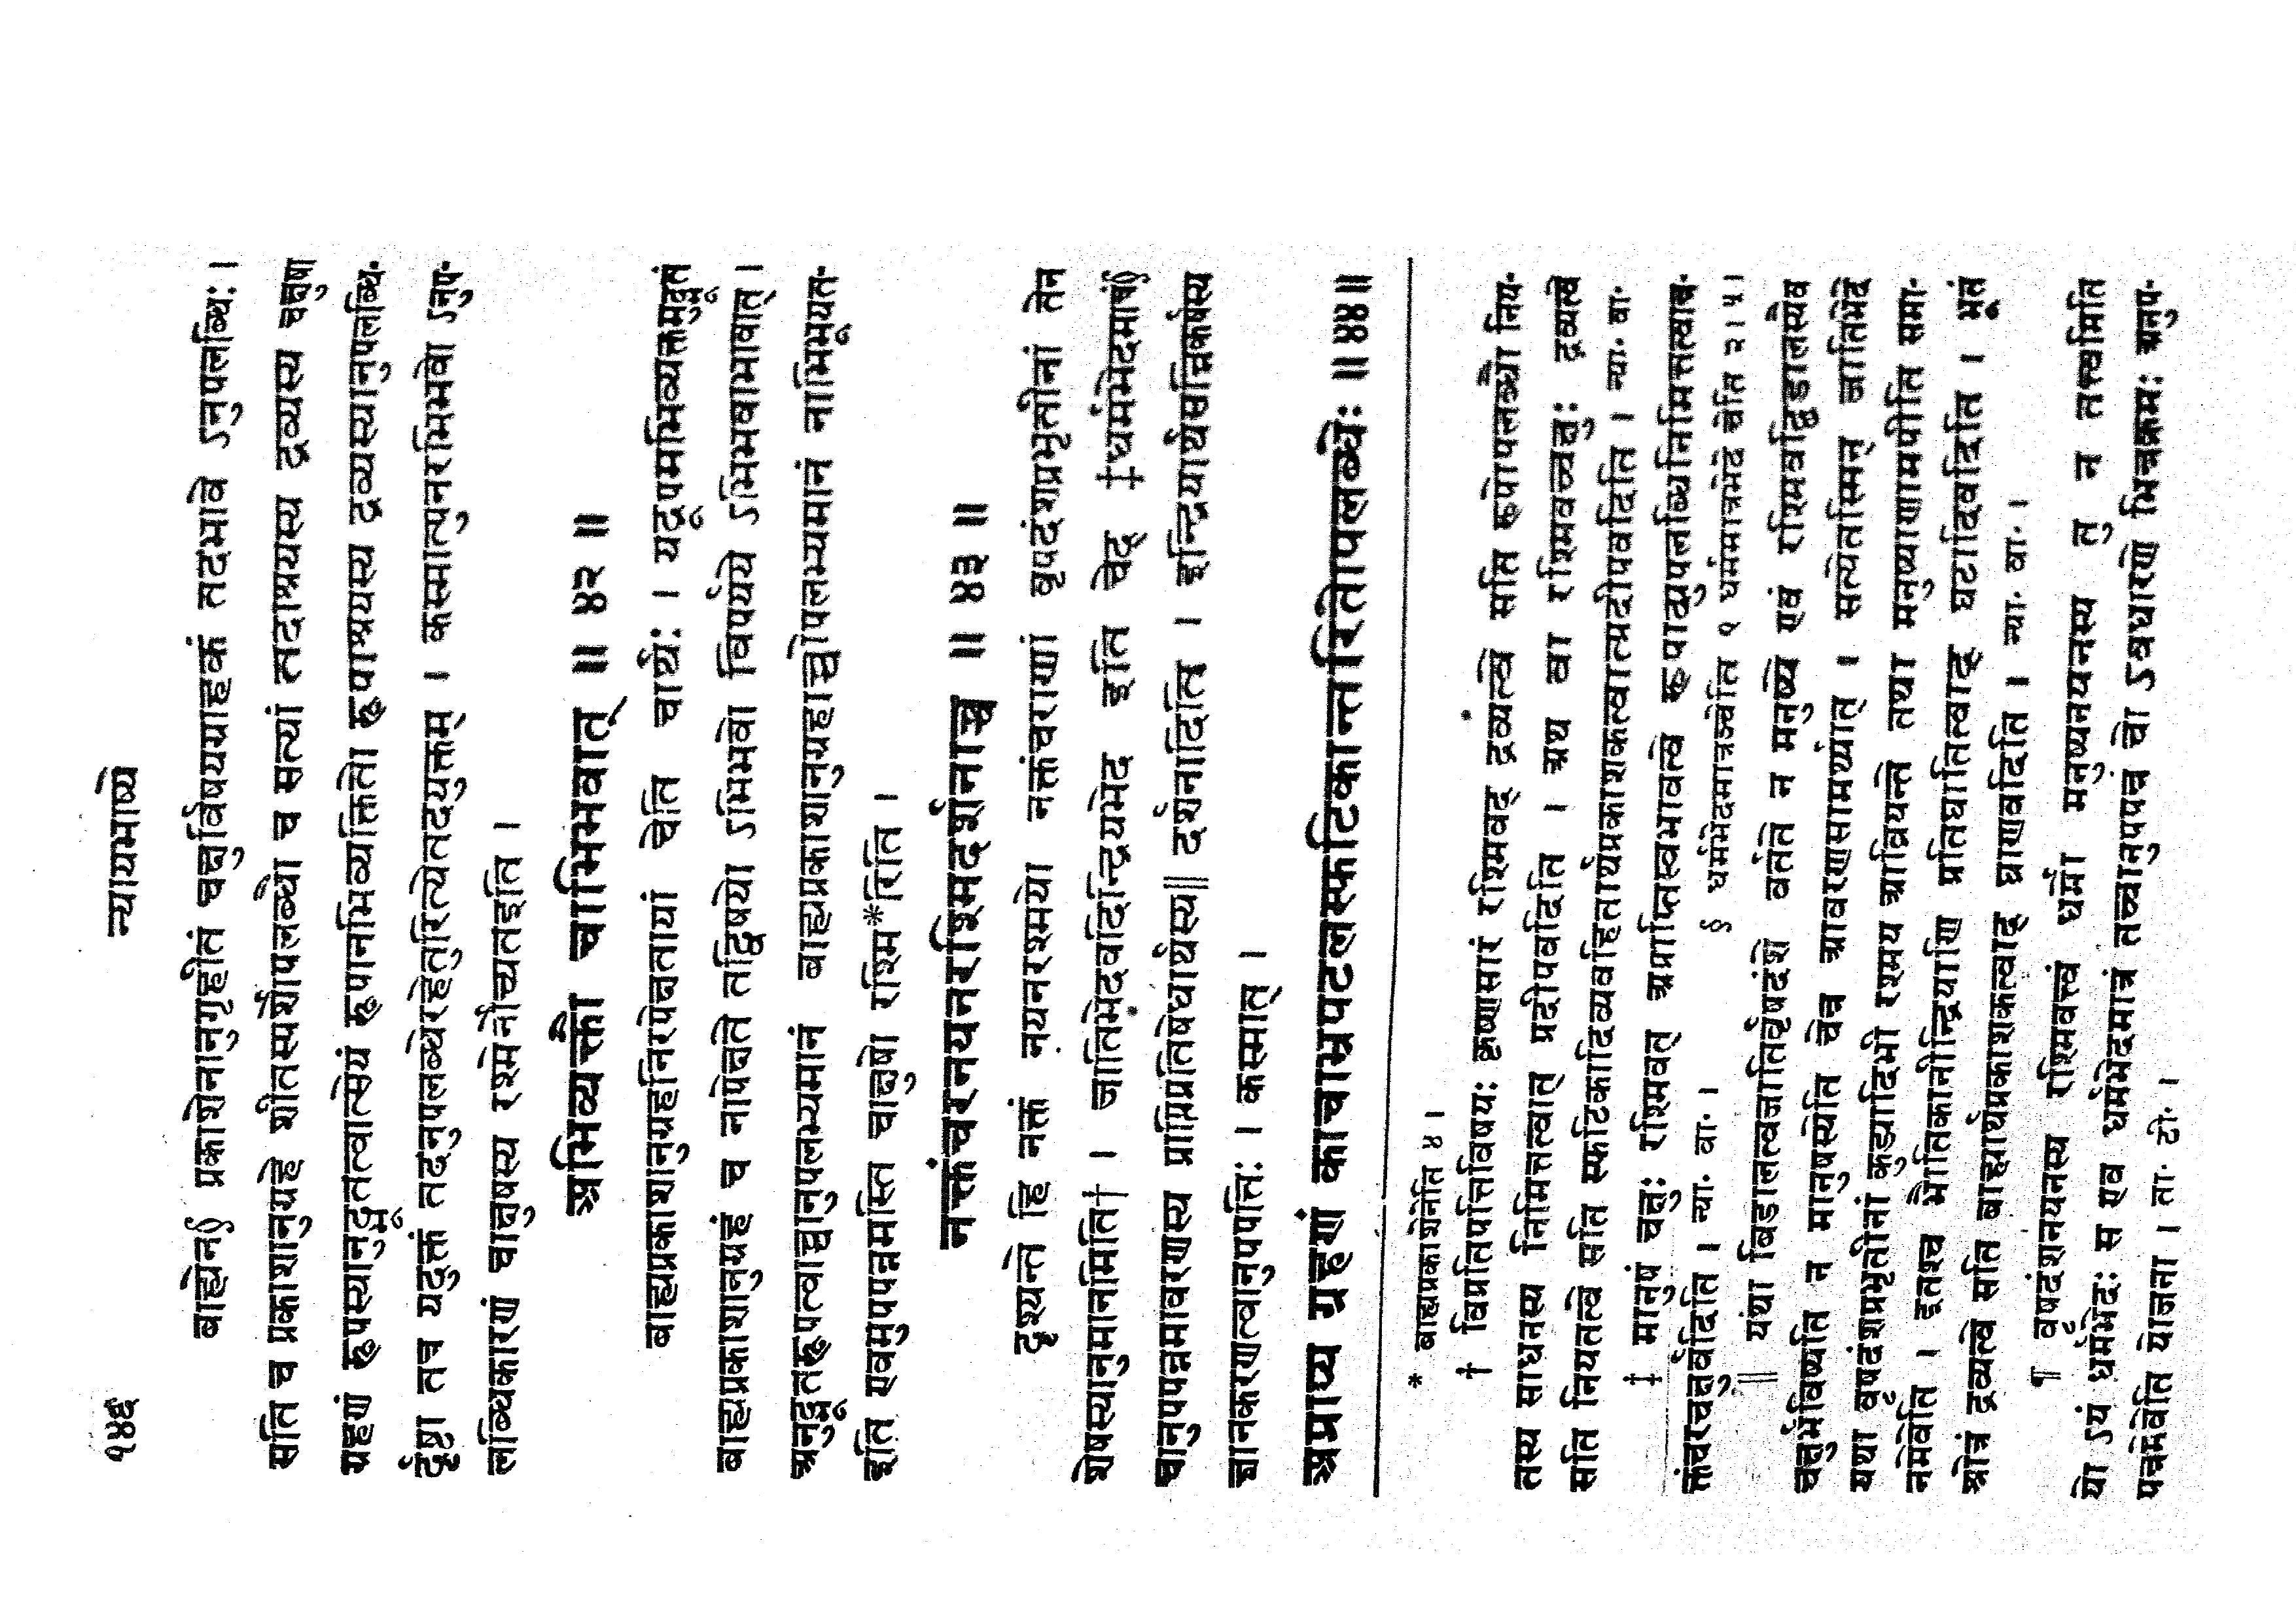 १४६ न्यायभाष्ये
बाह्येन§ प्रकाशेनानुगृहीतं चक्षुर्विषयग्राहकं तदभावे ऽनुपलब्धिः ।
सति च प्रकाशानुग्रहे शीतस्पर्शोपलब्धौ च सत्यां तदाश्रयस्य द्रव्यस्य चक्षुषा
ग्रहणं रूपस्यानुद्भूतत्वात्सेयं रूपानभिव्यक्तितो रूपाश्रयस्य द्रव्यस्यानुपलब्धि-
र्दृष्टा तत्र यदुक्तं तदनुपलब्धेरहेतुरित्येतदयुक्तम् । कस्मात्पुनरभिभवो ऽनुप-
लब्धिकारणं चाक्षुषस्य रश्मेर्नोच्यतइति ।
अभिव्यक्तौ चाभिभवात् ॥ ४२ ॥
बाह्यप्रकाशानुग्रहनिरपेक्षतायां चेति चार्थः । यद्रूपमभिव्यक्तमुद्भूतं
बाह्यप्रकाशानुग्रहं च नापेक्षते तद्विषयो ऽभिभवो विपर्यये ऽभिभवाभावात् ।
अनुद्भूतरूपत्वाच्चानुपलभ्यमानं बाह्यप्रकाशानुग्रहाच्चोपलभ्यमानं नाभिभूयत-
इति एवमुपपन्नमस्ति चाक्षुषो रश्मि*रिति ।
नक्तंचरनयनरश्मिदर्शनाच्च ॥ ४३ ॥
दृश्यन्ते हि नक्तं नयनरश्मयो नक्तंचराणां वृषदंशप्रभृतीनां तेन
शेषस्यानुमानमिति† । जातिभेदवदिन्द्रियभेद इति चेद् ‡धर्मभेदमात्रं§
चानुपपन्नमावरणस्य प्राप्तिप्रतिषेधार्थस्य‖ दर्शनादिति । इन्द्रियार्थसन्निकर्षस्य
ज्ञानकरणत्वानुपपत्तिः । कस्मात् ।
अप्राप्य ग्रहणं काचाभ्रपटलस्फटिकान्तरितोपलब्धेः ॥ ४४॥
* बाह्यप्रकाशेनेति ४ ।
† विप्रतिपत्तिविषयः कृष्णसारं रश्मिवद् द्रव्यत्वे सति रूपोपलब्धौ निय-
तस्य साधनस्य निमित्तत्वात् प्रदीपवदिति । अथ वा रश्मिवच्चक्षुः द्रव्यत्वे
सति नियतत्वे सति स्फटिकादिव्यवहितार्थप्रकाशकत्वात्प्रदीपवदिति । न्या॰ वा॰
‡ मानुषं चक्षुः रश्मिवत् अप्राप्तिस्वभावत्वे रूपाद्युपलब्धिनिमित्तत्वान्न-
क्तंचरचक्षुर्वदिति । न्या॰ वा॰ । § धर्मभेदमात्रञ्चेति १ धर्ममात्रभेदे चेति २ । ५ ।
‖ यथा बिडालत्वजातिर्वृषदंशे वर्तते न मनुष्ये एवं रश्मिवद्बिडालस्यैव
चक्षुर्भविष्यति न मानुषस्येति चेन्न आवरणसामर्थ्यात् । सत्येतस्मिन् जातिभेदे
यथा वृषदंशप्रभृतीनां कुड्यादिभी रश्मय आव्रियन्ते तथा मनुष्याणामपीति समा-
नमेवेति । इतश्च भौतिकानीन्द्रियाणि प्रतिघातित्वाद् घटादिवदिति । भूतं
श्रोत्रं द्रव्यत्वे सति बाह्यार्थप्रकाशकत्वाद् घ्राणवदिति । न्या॰ वा॰ ।
¶ वृषदंशनयनस्य रश्मिवत्त्वं धर्मो मनुष्यनयनस्य तु न तत्त्वमिति
यो ऽयं धर्मभेदः स एव धर्मभेदमात्रं तच्चानुपपन्नं चो ऽवधारणे भिन्नक्रमः अनुप-
पन्नमेवेति योजना । ता॰ टी॰ ।